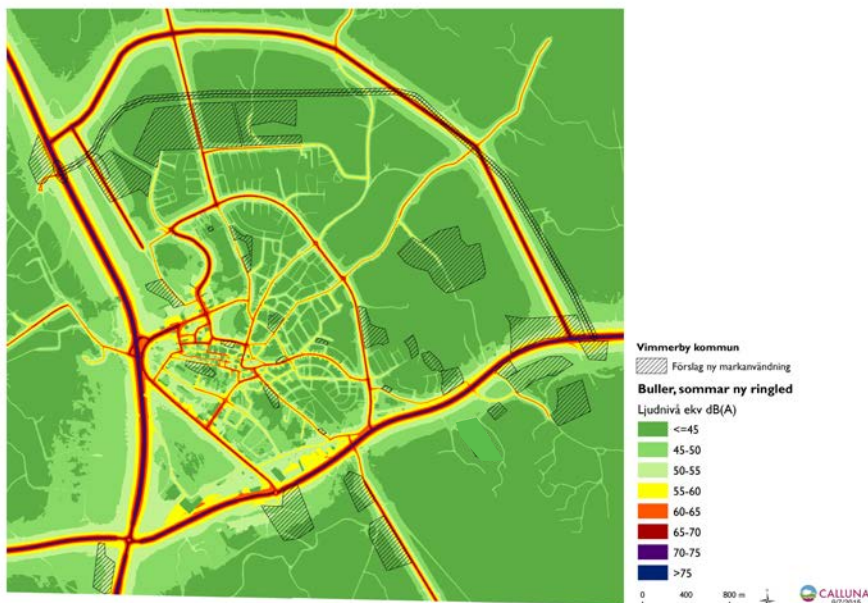 Vimmerby kommun
Förslag ny markanvändning
Buller, sommar ny ringled
Ljudnivå ekv dB(A)
<=45
45-50
50-55
55-60
60-65
65-70
70-75
>75
0 400 800 m
CALLUNA